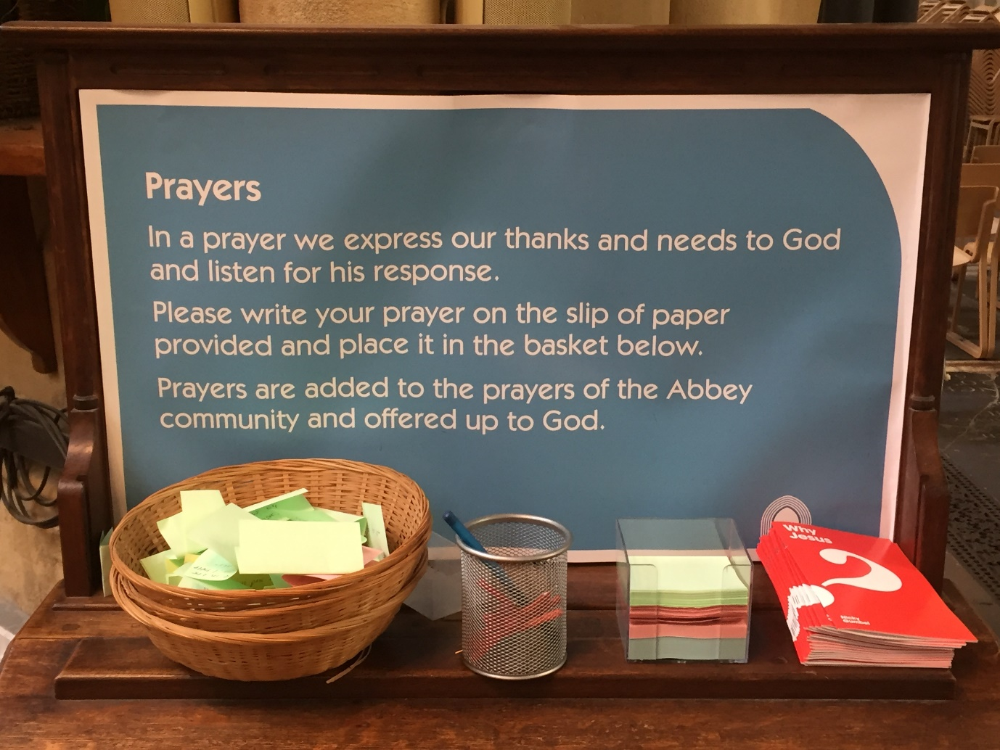 Prayers
In a prayer we express our thanks and needs to God
and listen for his response.
Please write your prayer on the slip of paper
provided and place it in the basket below.
Prayers are added to the prayers of the Abbey
community and offered up to God.
Why
Jesus
?
Nicky
Gumbel